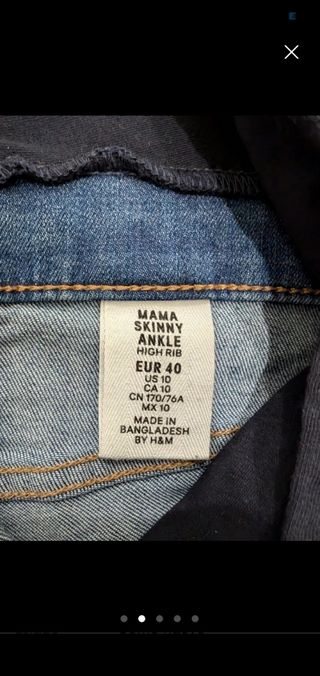 MAMA
SKINNY
ANKLE
HIGH RIB
EUR 40
US 10
CA 10
CN 170/76A
MX 10
MADE IN
BANGLADESH
BY H&M